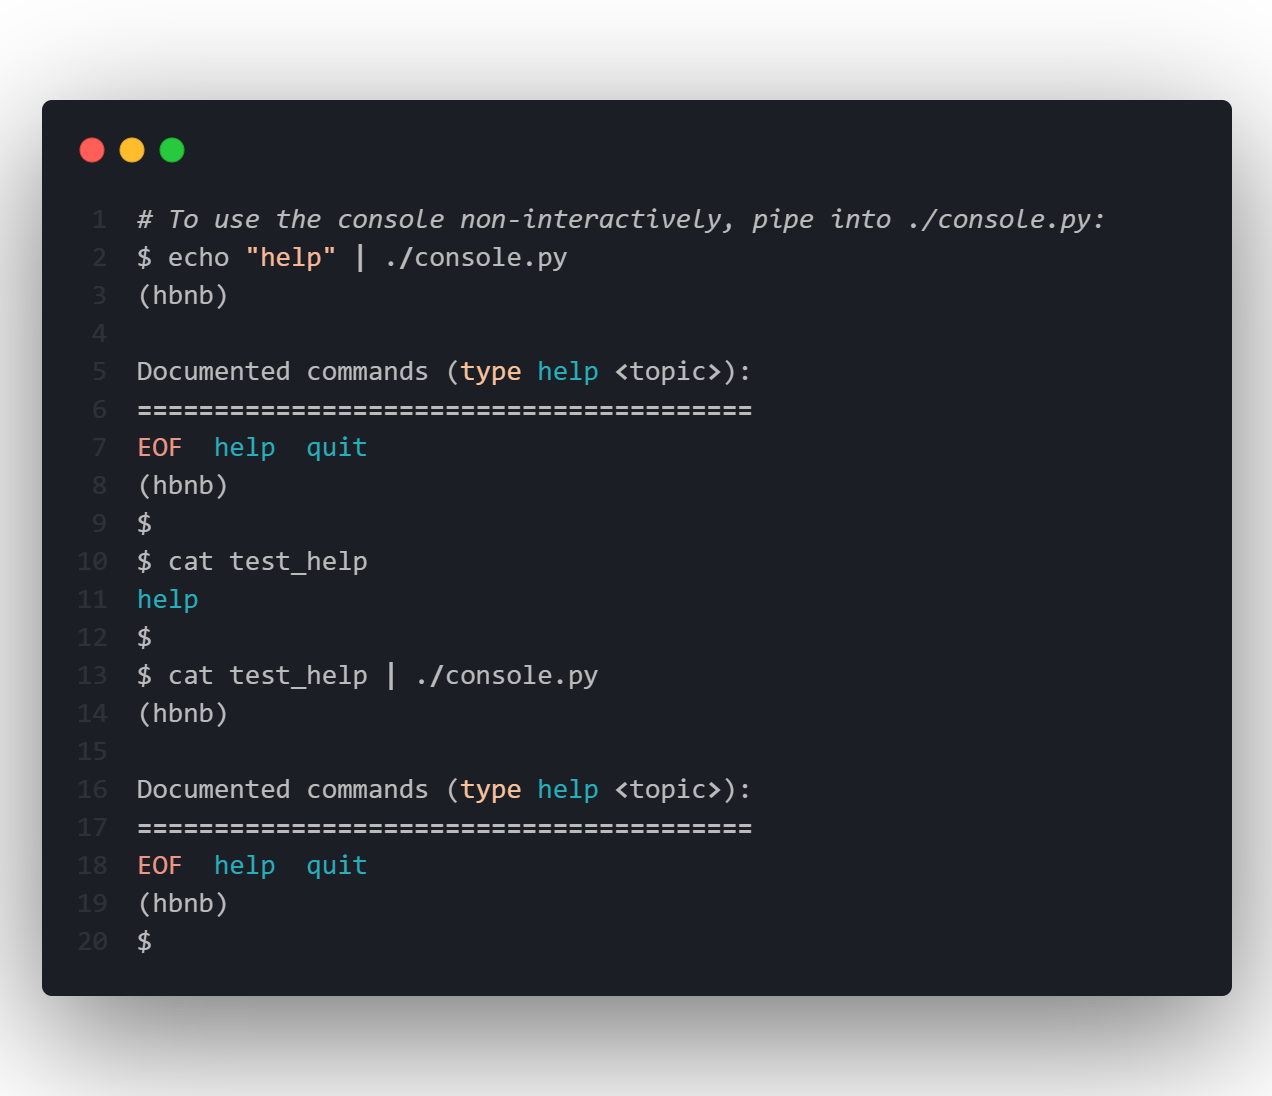 1 # To use the console non-interactively, pipe into ./console.py:
2 $ echo "help" | ./console.py
3 (hbnb)
4
5 Documented commands (type help <topic>):
6 ========================================
7 EOF  help  quit
8 (hbnb)
9 $
10 $ cat test_help
11 help
12 $
13 $ cat test_help | ./console.py
14 (hbnb)
15
16 Documented commands (type help <topic>):
17 ========================================
18 EOF  help  quit
19 (hbnb)
20 $